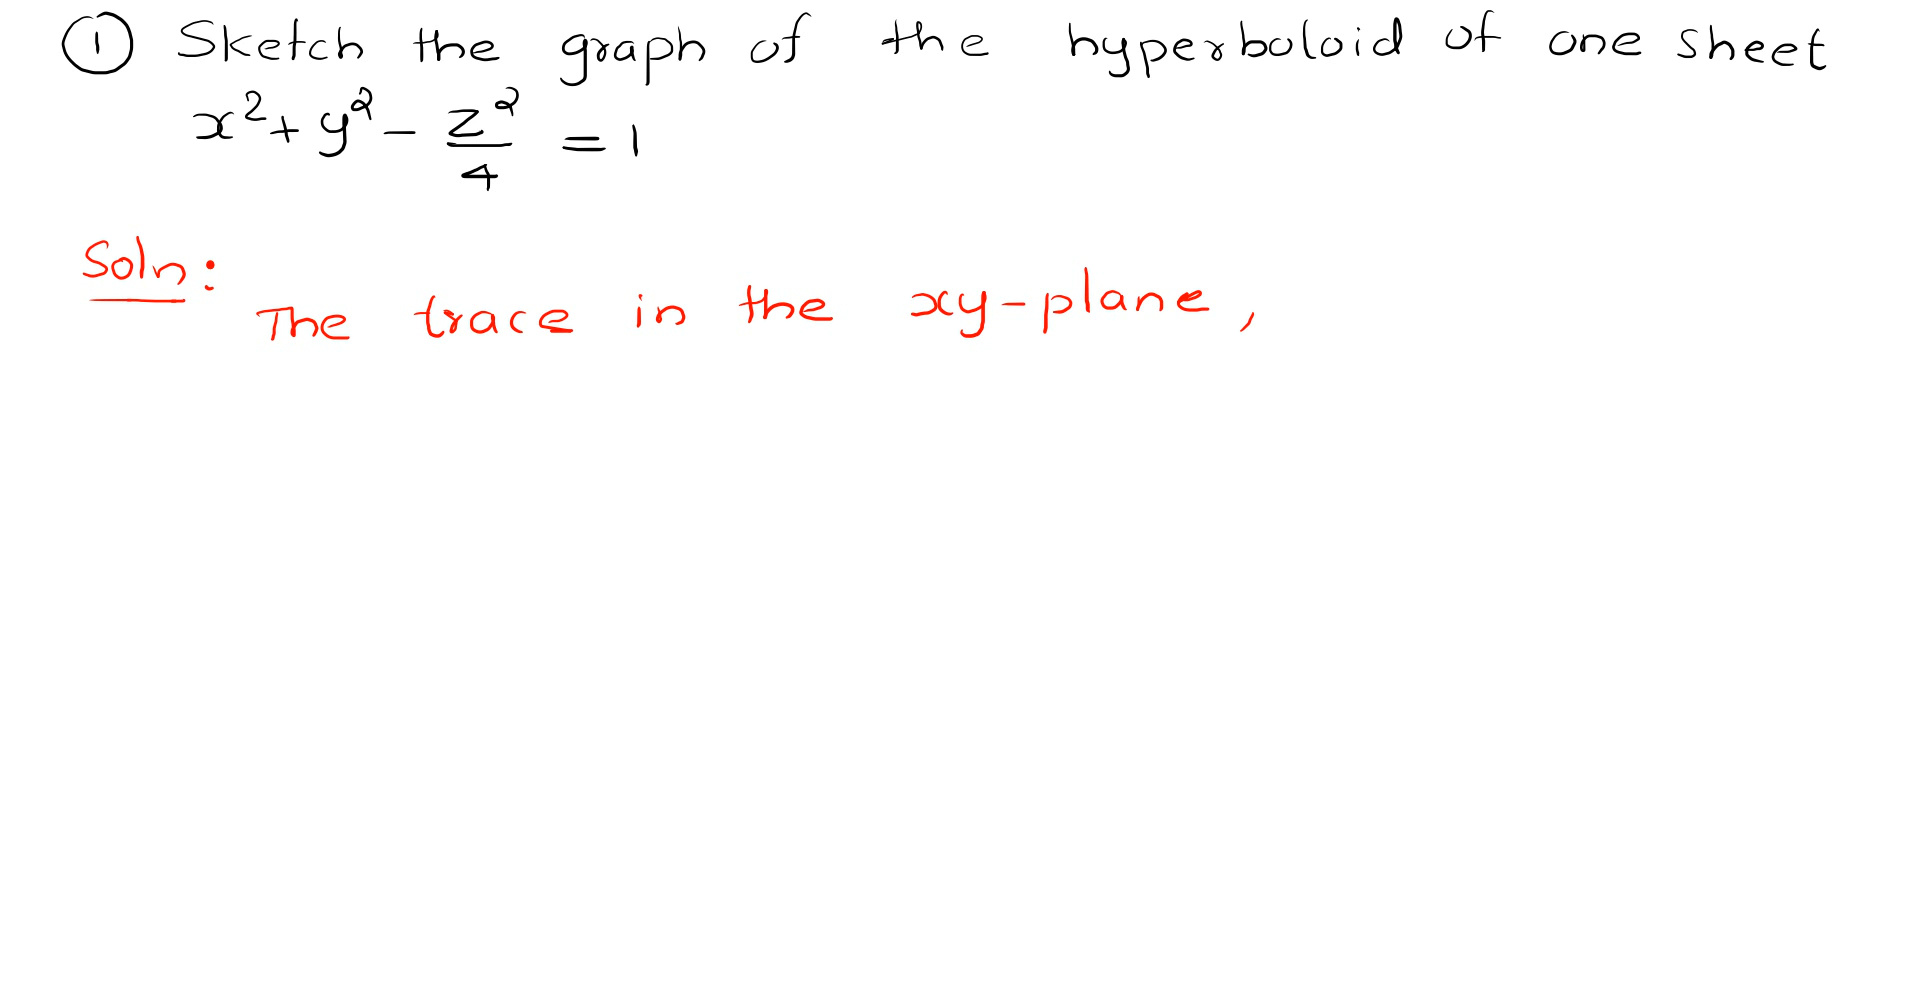 ① Sketch the graph of the hyperboloid of one sheet
x² + y² - z²/4 = 1
Soln:
The trace in the xy-plane,